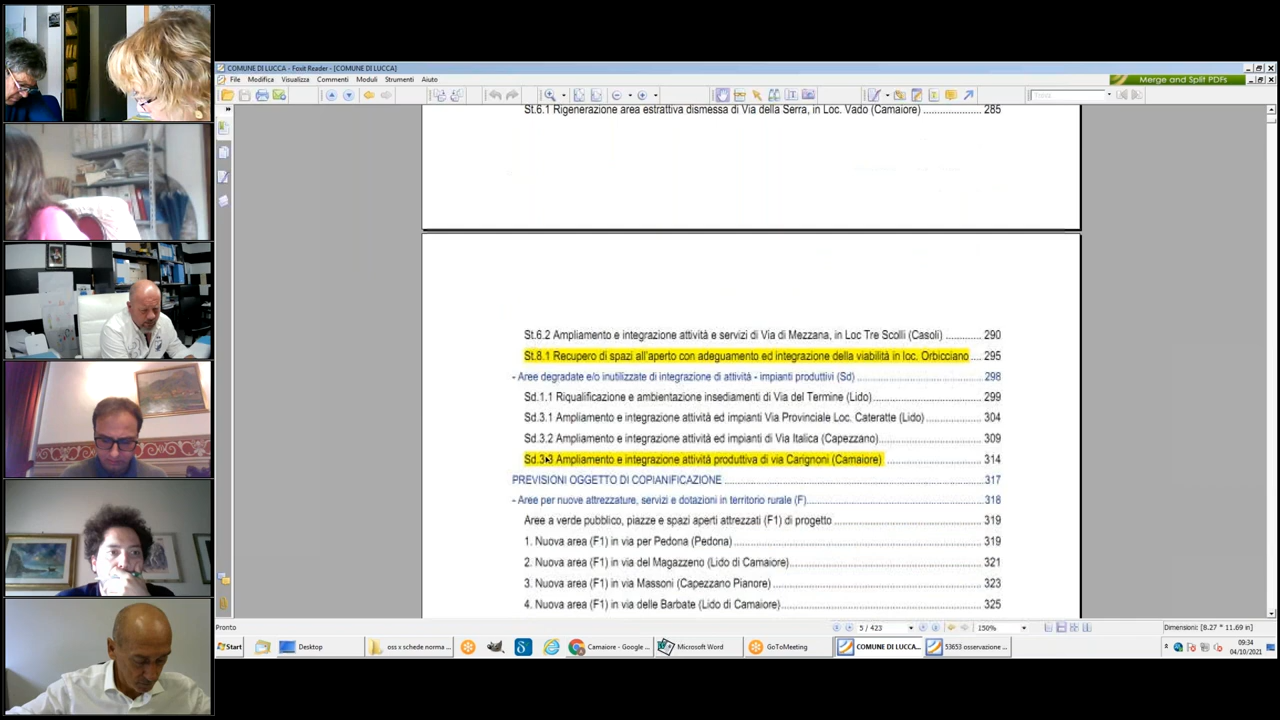 COMUNE DI LUCCA - Foxit Reader - [COMUNE DI LUCCA]
File Modifica Visualizza Commenti Moduli Strumenti Aiuto
Merge and Split PDFs
St.6.1 Rigenerazione area estrattiva dismessa di Via della Serra, in Loc. Vado (Camaiore) .................... 285
St.6.2 Ampliamento e integrazione attività e servizi di Via di Mezzana, in Loc Tre Scolli (Casoli) ............ 290
St.8.1 Recupero di spazi all'aperto con adeguamento ed integrazione della viabilità in loc. Orbicciano .... 295
- Aree degradate e/o inutilizzate di integrazione di attività - impianti produttivi (Sd) .......................................... 298
Sd.1.1 Riqualificazione e ambientazione insediamenti di Via del Termine (Lido) .................................... 299
Sd.3.1 Ampliamento e integrazione attività ed impianti Via Provinciale Loc. Cateratte (Lido) ................... 304
Sd.3.2 Ampliamento e integrazione attività ed impianti di Via Italica (Capezzano) .................................. 309
Sd.3.3 Ampliamento e integrazione attività produttiva di via Carignoni (Camaiore) ................................ 314
PREVISIONI OGGETTO DI COPIANIFICAZIONE ........................................................................................ 317
- Aree per nuove attrezzature, servizi e dotazioni in territorio rurale (F) ........................................................... 318
Aree a verde pubblico, piazze e spazi aperti attrezzati (F1) di progetto .................................................. 319
1. Nuova area (F1) in via per Pedona (Pedona) ................................................................................... 319
2. Nuova area (F1) in via del Magazzeno (Lido di Camaiore) ................................................................ 321
3. Nuova area (F1) in via Massoni (Capezzano Pianore) ...................................................................... 323
4. Nuova area (F1) in via delle Barbate (Lido di Camaiore) ................................................................... 325
Pronto
5 / 423
150%
Dimensioni: [8.27 * 11.69 in]
Start
Desktop
oss x schede norma ...
Camaiore - Google ...
Microsoft Word
GoToMeeting
COMUNE DI LUCCA...
53653 osservazione ...
09:34
04/10/2021